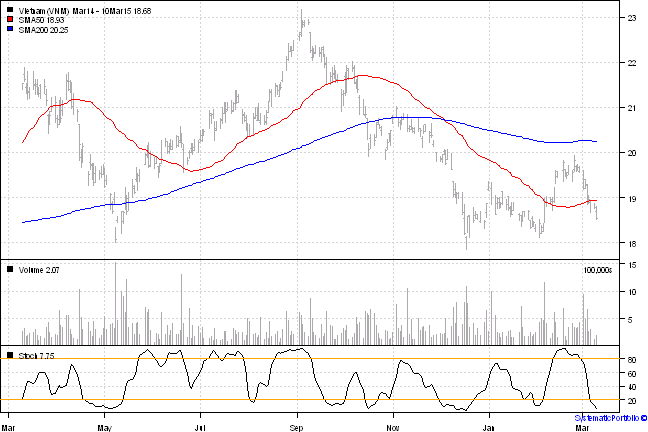 Vietnam (VNM) Mar14 - 10Mar15 18.68
SMA50 18.93
SMA200 20.25
23
22
21
20
19
18
Volume 2.07
100,000s
15
10
5
Stoch 7.75
80
60
40
20
Mar
May
Jul
Sep
Nov
Jan
Mar
SystematicPortfolio ©